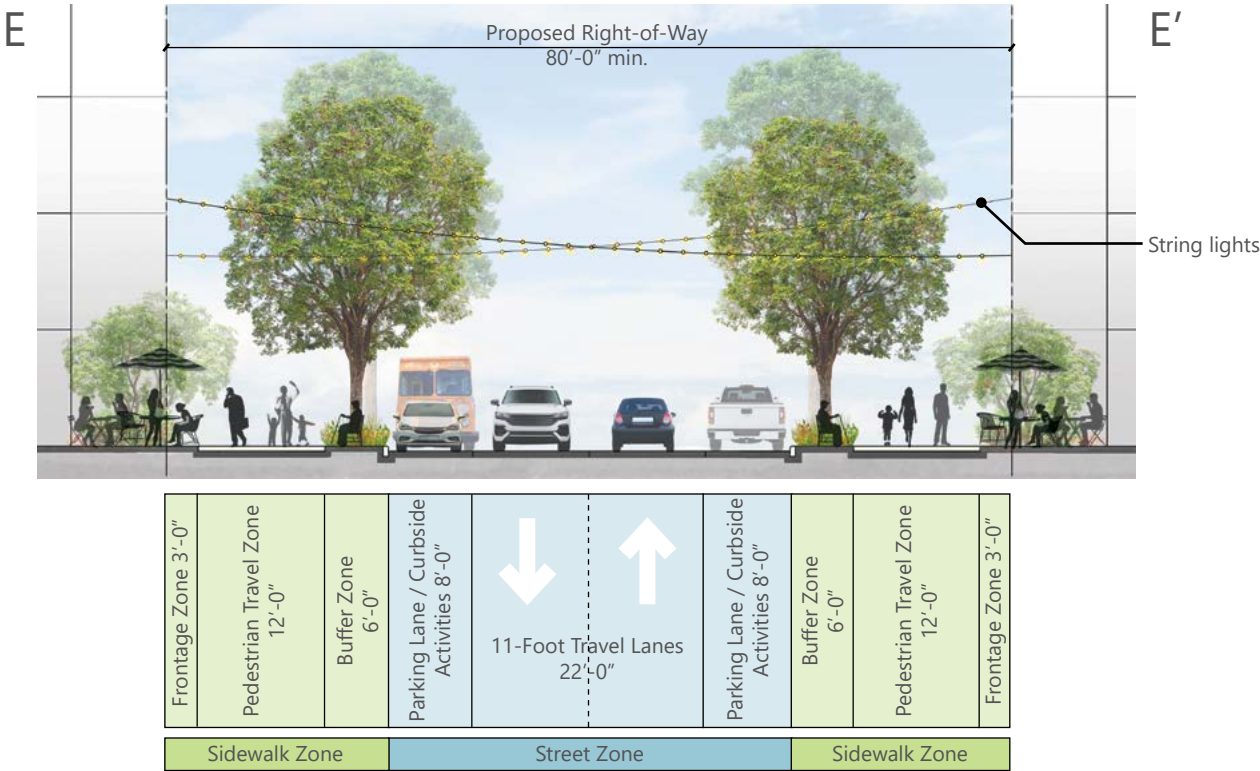 E
E’
Proposed Right-of-Way
80’-0” min.
String lights
Frontage Zone 3’-0”
Pedestrian Travel Zone
12’-0”
Buffer Zone
6’-0”
Parking Lane / Curbside
Activities 8’-0”
11-Foot Travel Lanes
22’-0”
Parking Lane / Curbside
Activities 8’-0”
Buffer Zone
6’-0”
Pedestrian Travel Zone
12’-0”
Frontage Zone 3’-0”
Sidewalk Zone
Street Zone
Sidewalk Zone